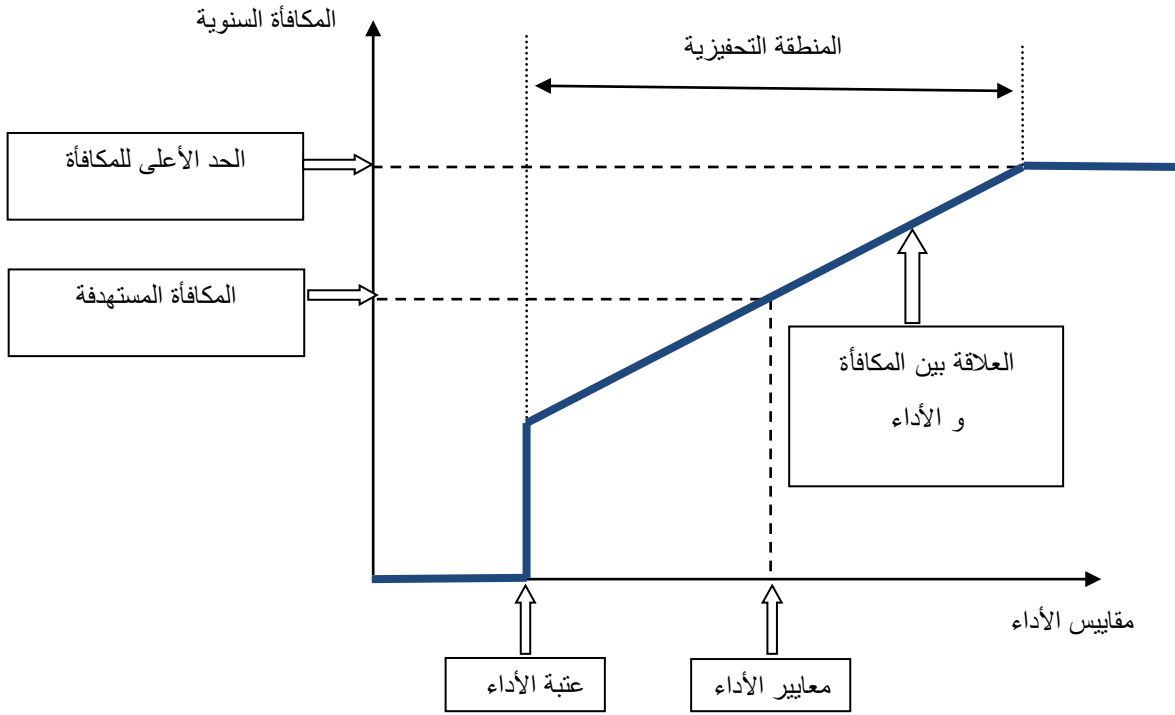 المكافأة السنوية
المنطقة التحفيزية
الحد الأعلى للمكافأة
المكافأة المستهدفة
العلاقة بين المكافأة
و الأداء
مقاييس الأداء
معايير الأداء
عتبة الأداء